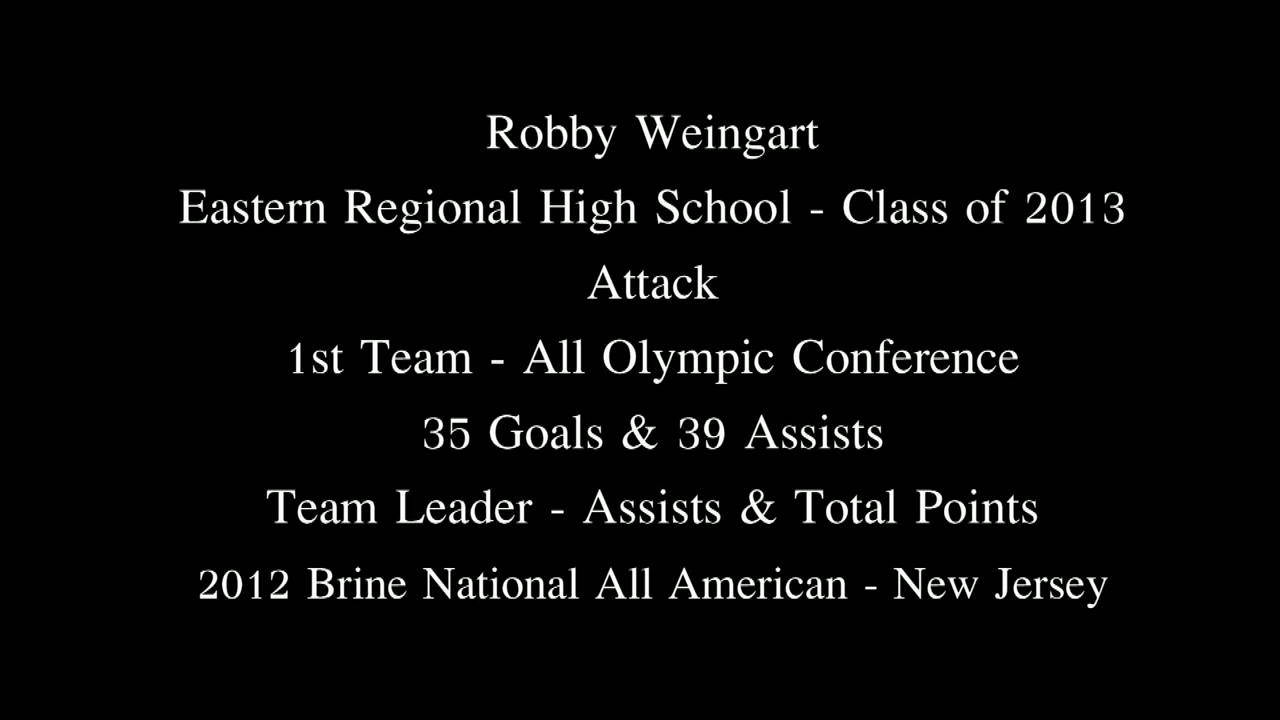 Robby Weingart
Eastern Regional High School - Class of 2013
Attack
1st Team - All Olympic Conference
35 Goals & 39 Assists
Team Leader - Assists & Total Points
2012 Brine National All American - New Jersey